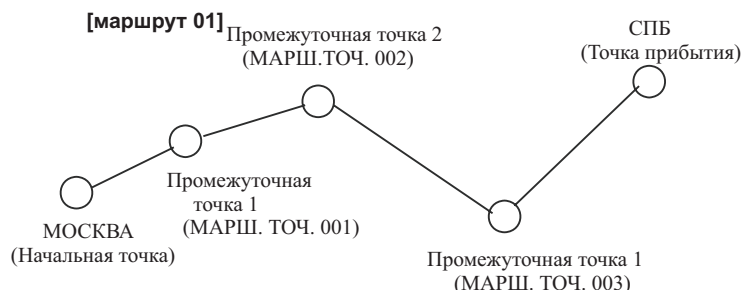 [маршрут 01]
Промежуточная точка 2
(МАРШ.ТОЧ. 002)
СПБ
(Точка прибытия)
Промежуточная
точка 1
(МАРШ. ТОЧ. 001)
МОСКВА
(Начальная точка)
Промежуточная точка 1
(МАРШ. ТОЧ. 003)